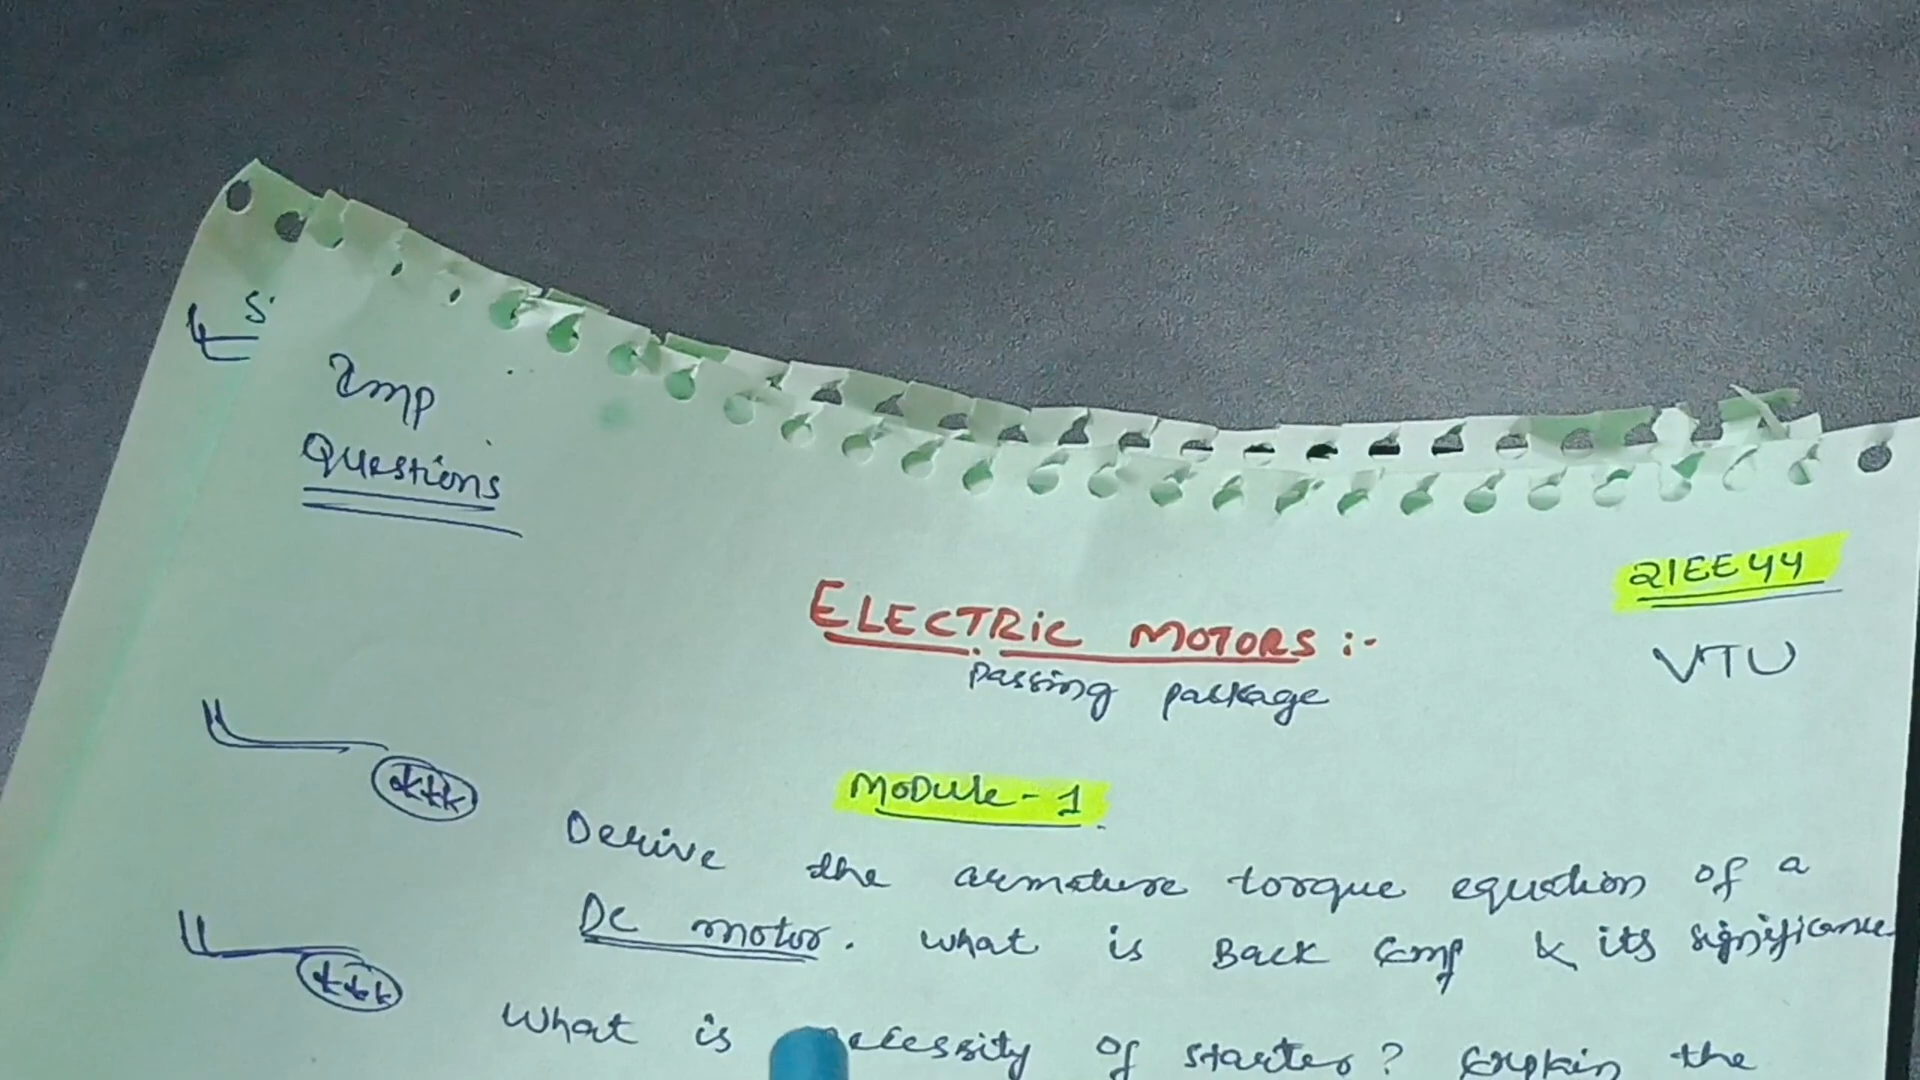 Imp
Questions
21EE44
ELECTRIC MOTORS :-
VTU
passing package
Module - 1
Derive the armature torque equation of a
DC motor. What is Back Emf & its significance
What is necessity of starter? Explain the